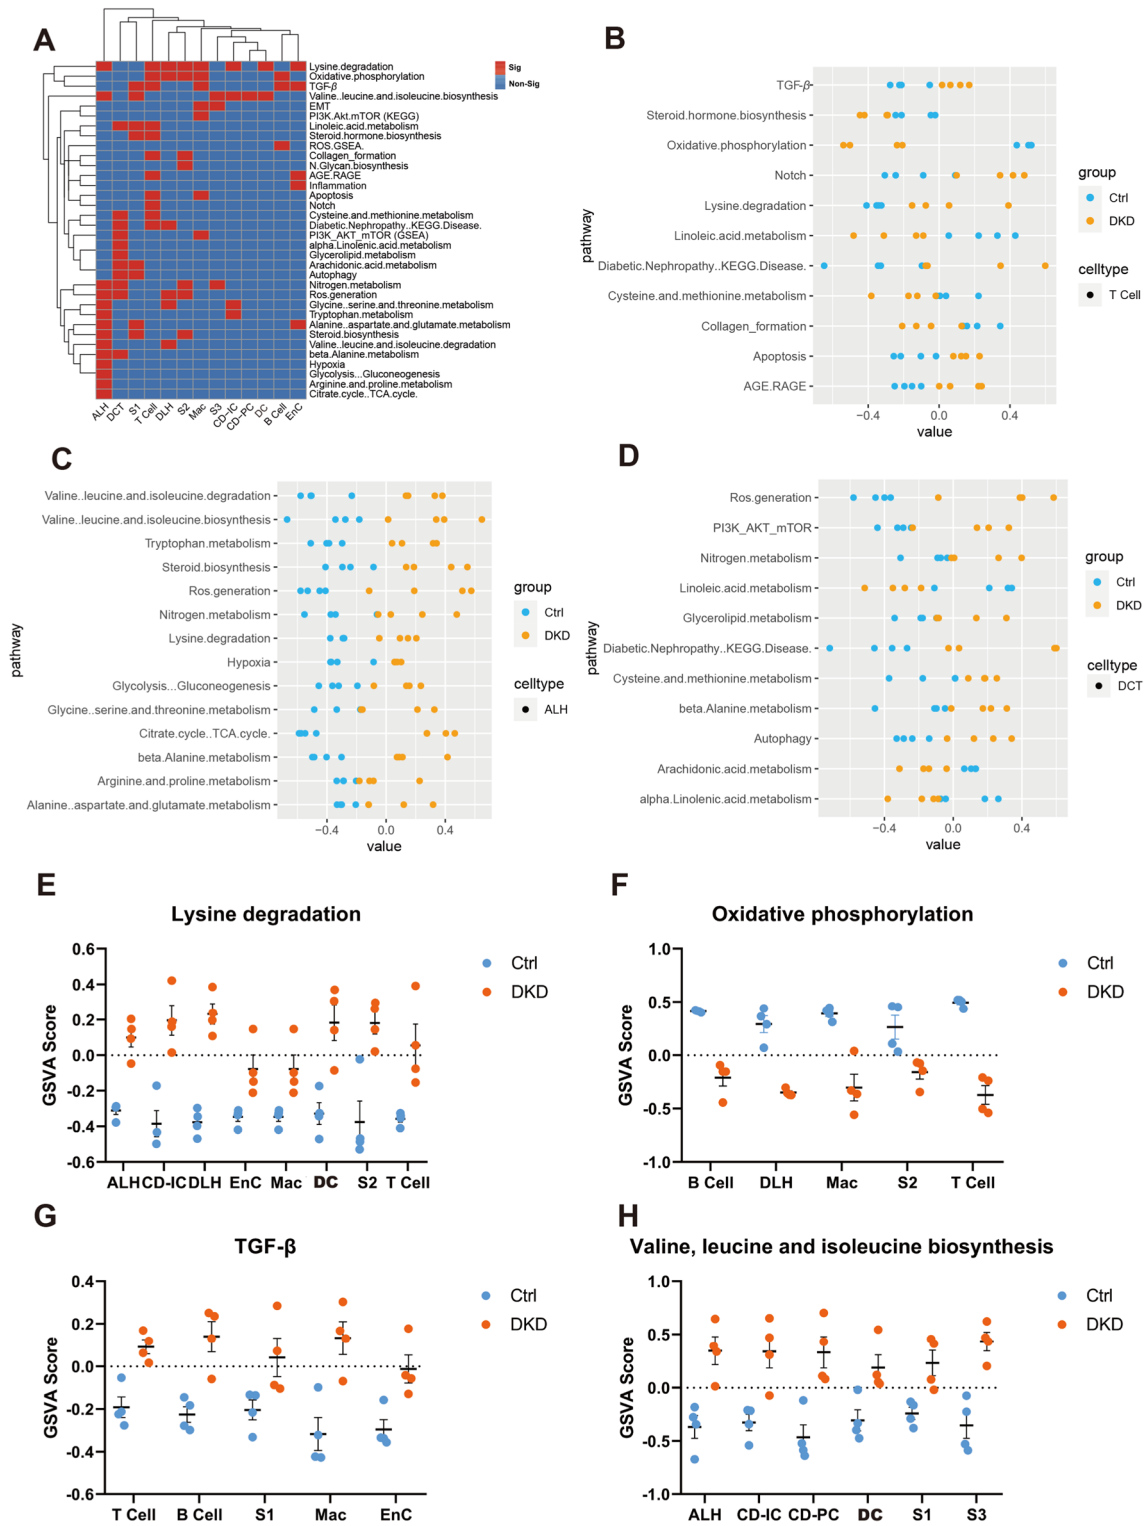 A
Lysine.degradation
Oxidative.phosphorylation
TGF-β
Valine..leucine.and.isoleucine.biosynthesis
EMT
PI3K.Akt.mTOR (KEGG)
Linoleic.acid.metabolism
Steroid.hormone.biosynthesis
ROS.GSEA.
Collagen_formation
N.Glycan.biosynthesis
AGE.RAGE
Inflammation
Apoptosis
Notch
Cysteine.and.methionine.metabolism
Diabetic.Nephropathy..KEGG.Disease.
PI3K_AKT_mTOR (GSEA)
alpha.Linolenic.acid.metabolism
Glycerolipid.metabolism
Arachidonic.acid.metabolism
Autophagy
Nitrogen.metabolism
Ros.generation
Glycine..serine.and.threonine.metabolism
Tryptophan.metabolism
Alanine..aspartate.and.glutamate.metabolism
Steroid.biosynthesis
Valine..leucine.and.isoleucine.degradation
beta.Alanine.metabolism
Hypoxia
Glycolysis...Gluconeogenesis
Arginine.and.proline.metabolism
Citrate.cycle..TCA.cycle.
Sig
Non-Sig
ALH DCT S1 T Cell DLH S2 Mac S3 CD-IC CD-PC DC B Cell EnC
B
pathway
TGF-β
Steroid.hormone.biosynthesis
Oxidative.phosphorylation
Notch
Lysine.degradation
Linoleic.acid.metabolism
Diabetic.Nephropathy..KEGG.Disease.
Cysteine.and.methionine.metabolism
Collagen_formation
Apoptosis
AGE.RAGE
−0.4 0.0 0.4
value
group
Ctrl
DKD
celltype
T Cell
C
pathway
Valine..leucine.and.isoleucine.degradation
Valine..leucine.and.isoleucine.biosynthesis
Tryptophan.metabolism
Steroid.biosynthesis
Ros.generation
Nitrogen.metabolism
Lysine.degradation
Hypoxia
Glycolysis...Gluconeogenesis
Glycine..serine.and.threonine.metabolism
Citrate.cycle..TCA.cycle.
beta.Alanine.metabolism
Arginine.and.proline.metabolism
Alanine..aspartate.and.glutamate.metabolism
−0.4 0.0 0.4
value
group
Ctrl
DKD
celltype
ALH
D
pathway
Ros.generation
PI3K_AKT_mTOR
Nitrogen.metabolism
Linoleic.acid.metabolism
Glycerolipid.metabolism
Diabetic.Nephropathy..KEGG.Disease.
Cysteine.and.methionine.metabolism
beta.Alanine.metabolism
Autophagy
Arachidonic.acid.metabolism
alpha.Linolenic.acid.metabolism
−0.4 0.0 0.4
value
group
Ctrl
DKD
celltype
DCT
E
Lysine degradation
GSVA Score
0.6
0.4
0.2
0.0
-0.2
-0.4
-0.6
ALH CD-IC DLH EnC Mac DC S2 T Cell
Ctrl
DKD
F
Oxidative phosphorylation
GSVA Score
1.0
0.5
0.0
-0.5
-1.0
B Cell DLH Mac S2 T Cell
Ctrl
DKD
G
TGF-β
GSVA Score
0.4
0.2
0.0
-0.2
-0.4
-0.6
T Cell B Cell S1 Mac EnC
Ctrl
DKD
H
Valine, leucine and isoleucine biosynthesis
GSVA Score
1.0
0.5
0.0
-0.5
-1.0
ALH CD-IC CD-PC DC S1 S3
Ctrl
DKD